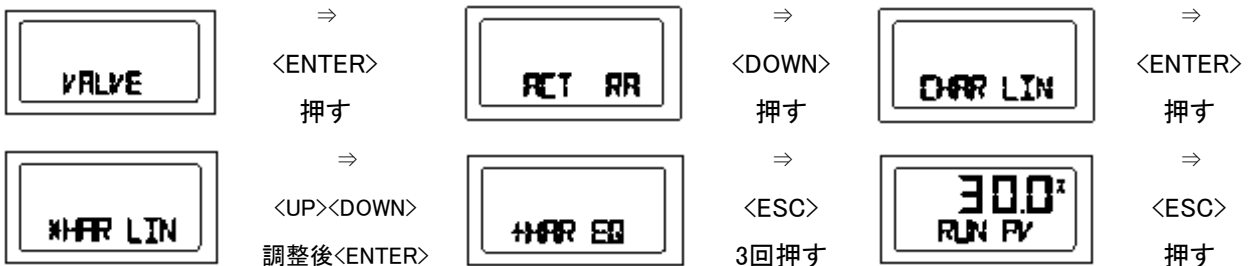 VALVE
⇒
<ENTER>
押す
ACT RA
⇒
<DOWN>
押す
CHAR LIN
⇒
<ENTER>
押す
*HAR LIN
⇒
<UP><DOWN>
調整後<ENTER>
+HAR EQ
⇒
<ESC>
3回押す
30.0%
RUN PV
⇒
<ESC>
押す